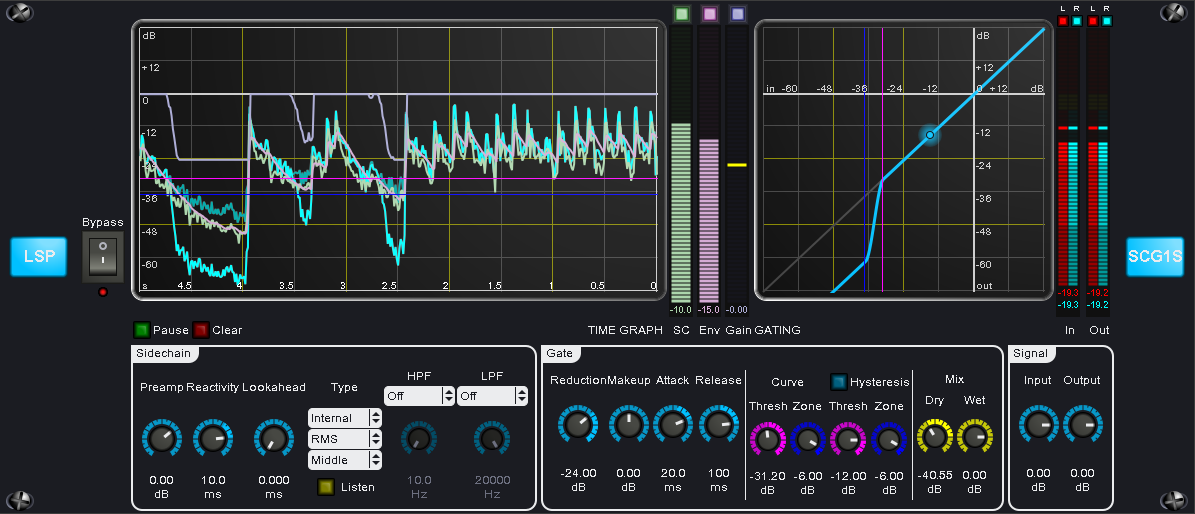 dB
+12
0
-12
-24
-36
-48
-60
s 4.5 4 3.5 3 2.5 2 1.5 1 0.5 0
dB
+12
in -60 -48 -36 -24 -12 0 +12 dB
-12
-24
-36
-48
-60
out
L R L R
Bypass
LSP
SCG1S
-10.0 -15.0 -0.00
-19.3 -19.2
-19.3 -19.2
Pause Clear
TIME GRAPH SC Env Gain GATING
In Out
Sidechain
Preamp Reactivity Lookahead
Type
HPF
LPF
Off
Off
Internal
RMS
Middle
Listen
0.00
dB
10.0
ms
0.000
ms
10.0
Hz
20000
Hz
Gate
Reduction Makeup Attack Release
-24.00
dB
0.00
dB
20.0
ms
100
ms
Curve
Hysteresis
Thresh Zone Thresh Zone
-31.20
dB
-6.00
dB
-12.00
dB
-6.00
dB
Mix
Dry Wet
-40.55
dB
0.00
dB
Signal
Input Output
0.00
dB
0.00
dB